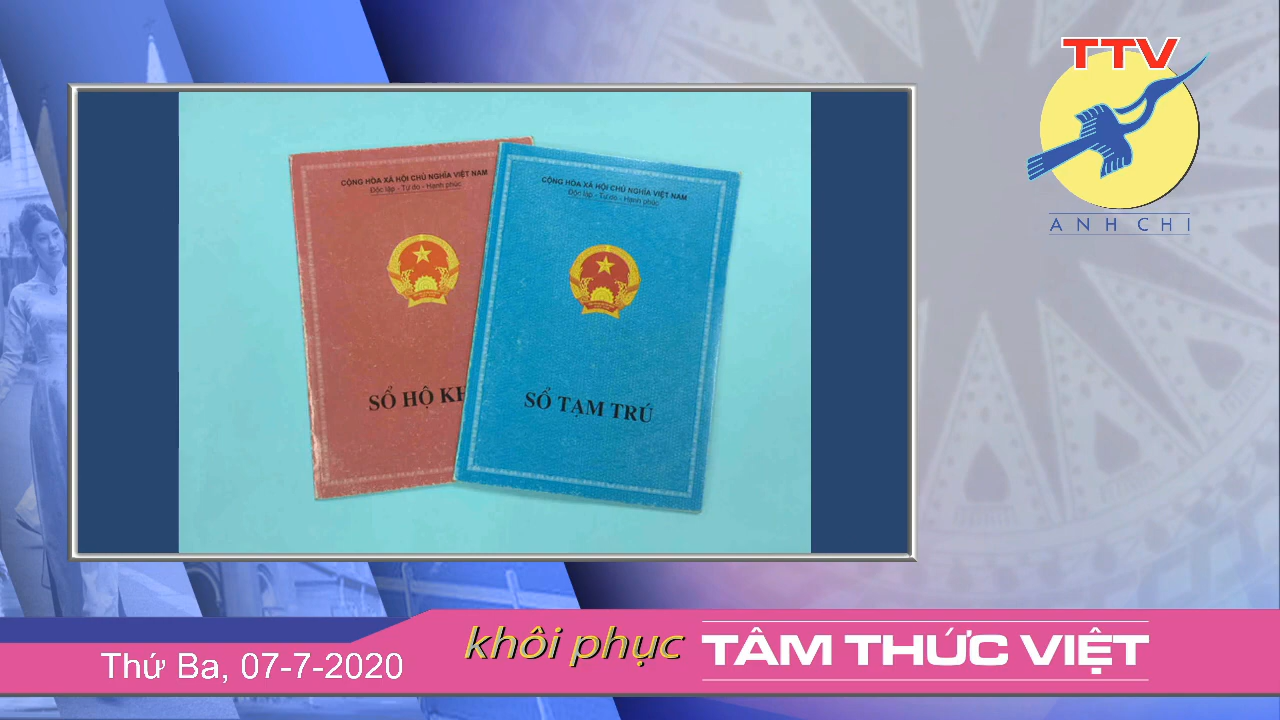 TTV
ANH CHI
CỘNG HÒA XÃ HỘI CHỦ NGHĨA VIỆT NAM
Độc lập - Tự do - Hạnh phúc
SỔ HỘ KH
CỘNG HÒA XÃ HỘI CHỦ NGHĨA VIỆT NAM
Độc lập - Tự do - Hạnh phúc
SỔ TẠM TRÚ
khôi phục TÂM THỨC VIỆT
Thứ Ba, 07-7-2020